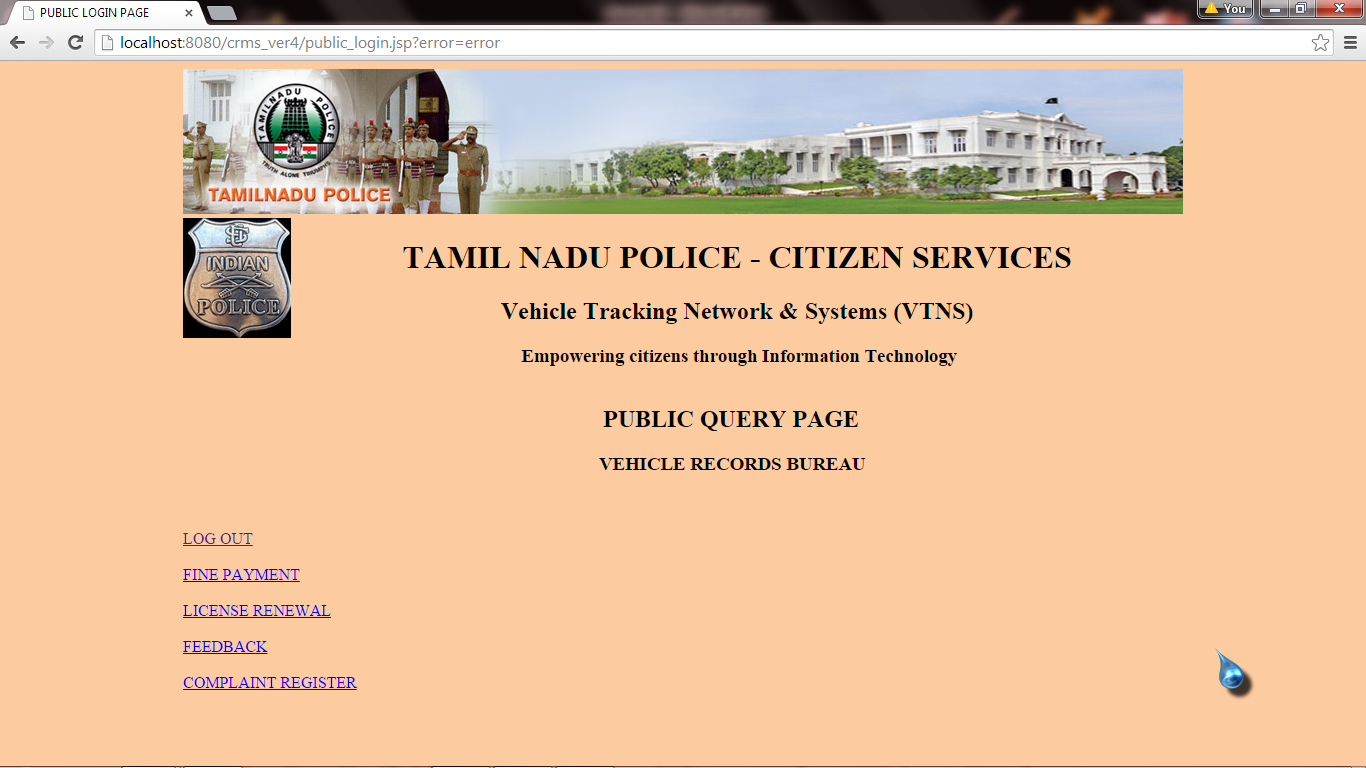 PUBLIC LOGIN PAGE
You
localhost:8080/crms_ver4/public_login.jsp?error=error
TAMILNADU POLICE
TRUTH ALONE TRIUMPHS
TAMILNADU POLICE
INDIAN
POLICE
TAMIL NADU POLICE - CITIZEN SERVICES
Vehicle Tracking Network & Systems (VTNS)
Empowering citizens through Information Technology
PUBLIC QUERY PAGE
VEHICLE RECORDS BUREAU
LOG OUT
FINE PAYMENT
LICENSE RENEWAL
FEEDBACK
COMPLAINT REGISTER